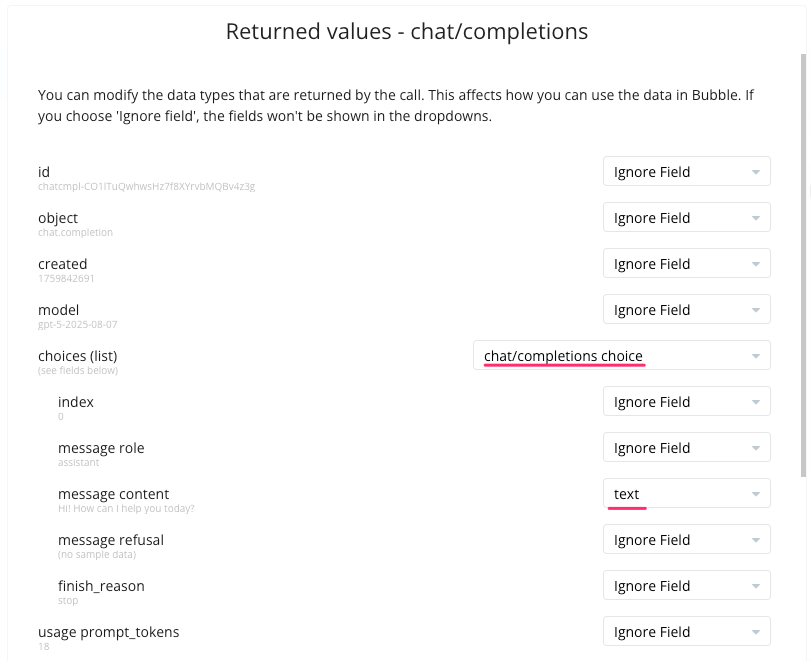 Returned values - chat/completions
You can modify the data types that are returned by the call. This affects how you can use the data in Bubble. If
you choose 'Ignore field', the fields won't be shown in the dropdowns.
id
Ignore Field
chatcmpl-CO1lTuQwhwsHz7f8XYrvbMQBv4z3g
object
Ignore Field
chat.completion
created
Ignore Field
1759842691
model
Ignore Field
gpt-5-2025-08-07
choices (list)
chat/completions choice
(see fields below)
index
Ignore Field
0
message role
Ignore Field
assistant
message content
text
Hi! How can I help you today?
message refusal
Ignore Field
(no sample data)
finish_reason
Ignore Field
stop
usage prompt_tokens
Ignore Field
18